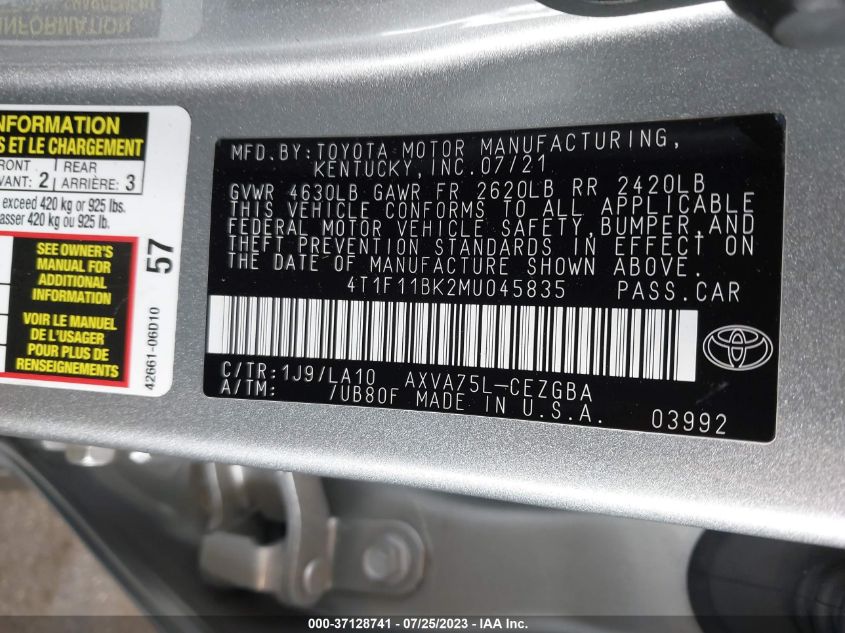 NFORMATION
S ET LE CHARGEMENT
RONT
VANT: 2
REAR
ARRIÈRE: 3
exceed 420 kg or 925 lbs.
asser 420 kg ou 925 lb.
SEE OWNER'S
MANUAL FOR
ADDITIONAL
INFORMATION
VOIR LE MANUEL
DE L'USAGER
POUR PLUS DE
RENSEIGNEMENTS
57
42661-06D10
MFD.BY:TOYOTA MOTOR MANUFACTURING,
KENTUCKY, INC.07/21
GVWR 4630LB GAWR FR 2620LB RR 2420LB
THIS VEHICLE CONFORMS TO ALL APPLICABLE
FEDERAL MOTOR VEHICLE SAFETY,BUMPER,AND
THEFT PREVENTION STANDARDS IN EFFECT ON
THE DATE OF MANUFACTURE SHOWN ABOVE.
4T1F11BK2MU045835 PASS.CAR
C/TR:1J9/LA10 AXVA75L-CEZGBA
A/TM: /UB80F MADE IN U.S.A. 03992
000-37128741 - 07/25/2023 - IAA Inc.